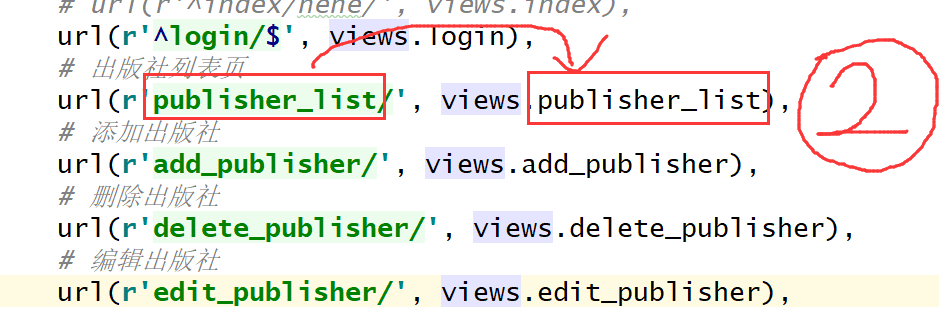 # url(r'^index/hehe/', views.index),
url(r'^login/$', views.login),
# 出版社列表页
url(r'publisher_list/', views.publisher_list),
# 添加出版社
url(r'add_publisher/', views.add_publisher),
# 删除出版社
url(r'delete_publisher/', views.delete_publisher),
# 编辑出版社
url(r'edit_publisher/', views.edit_publisher),
2